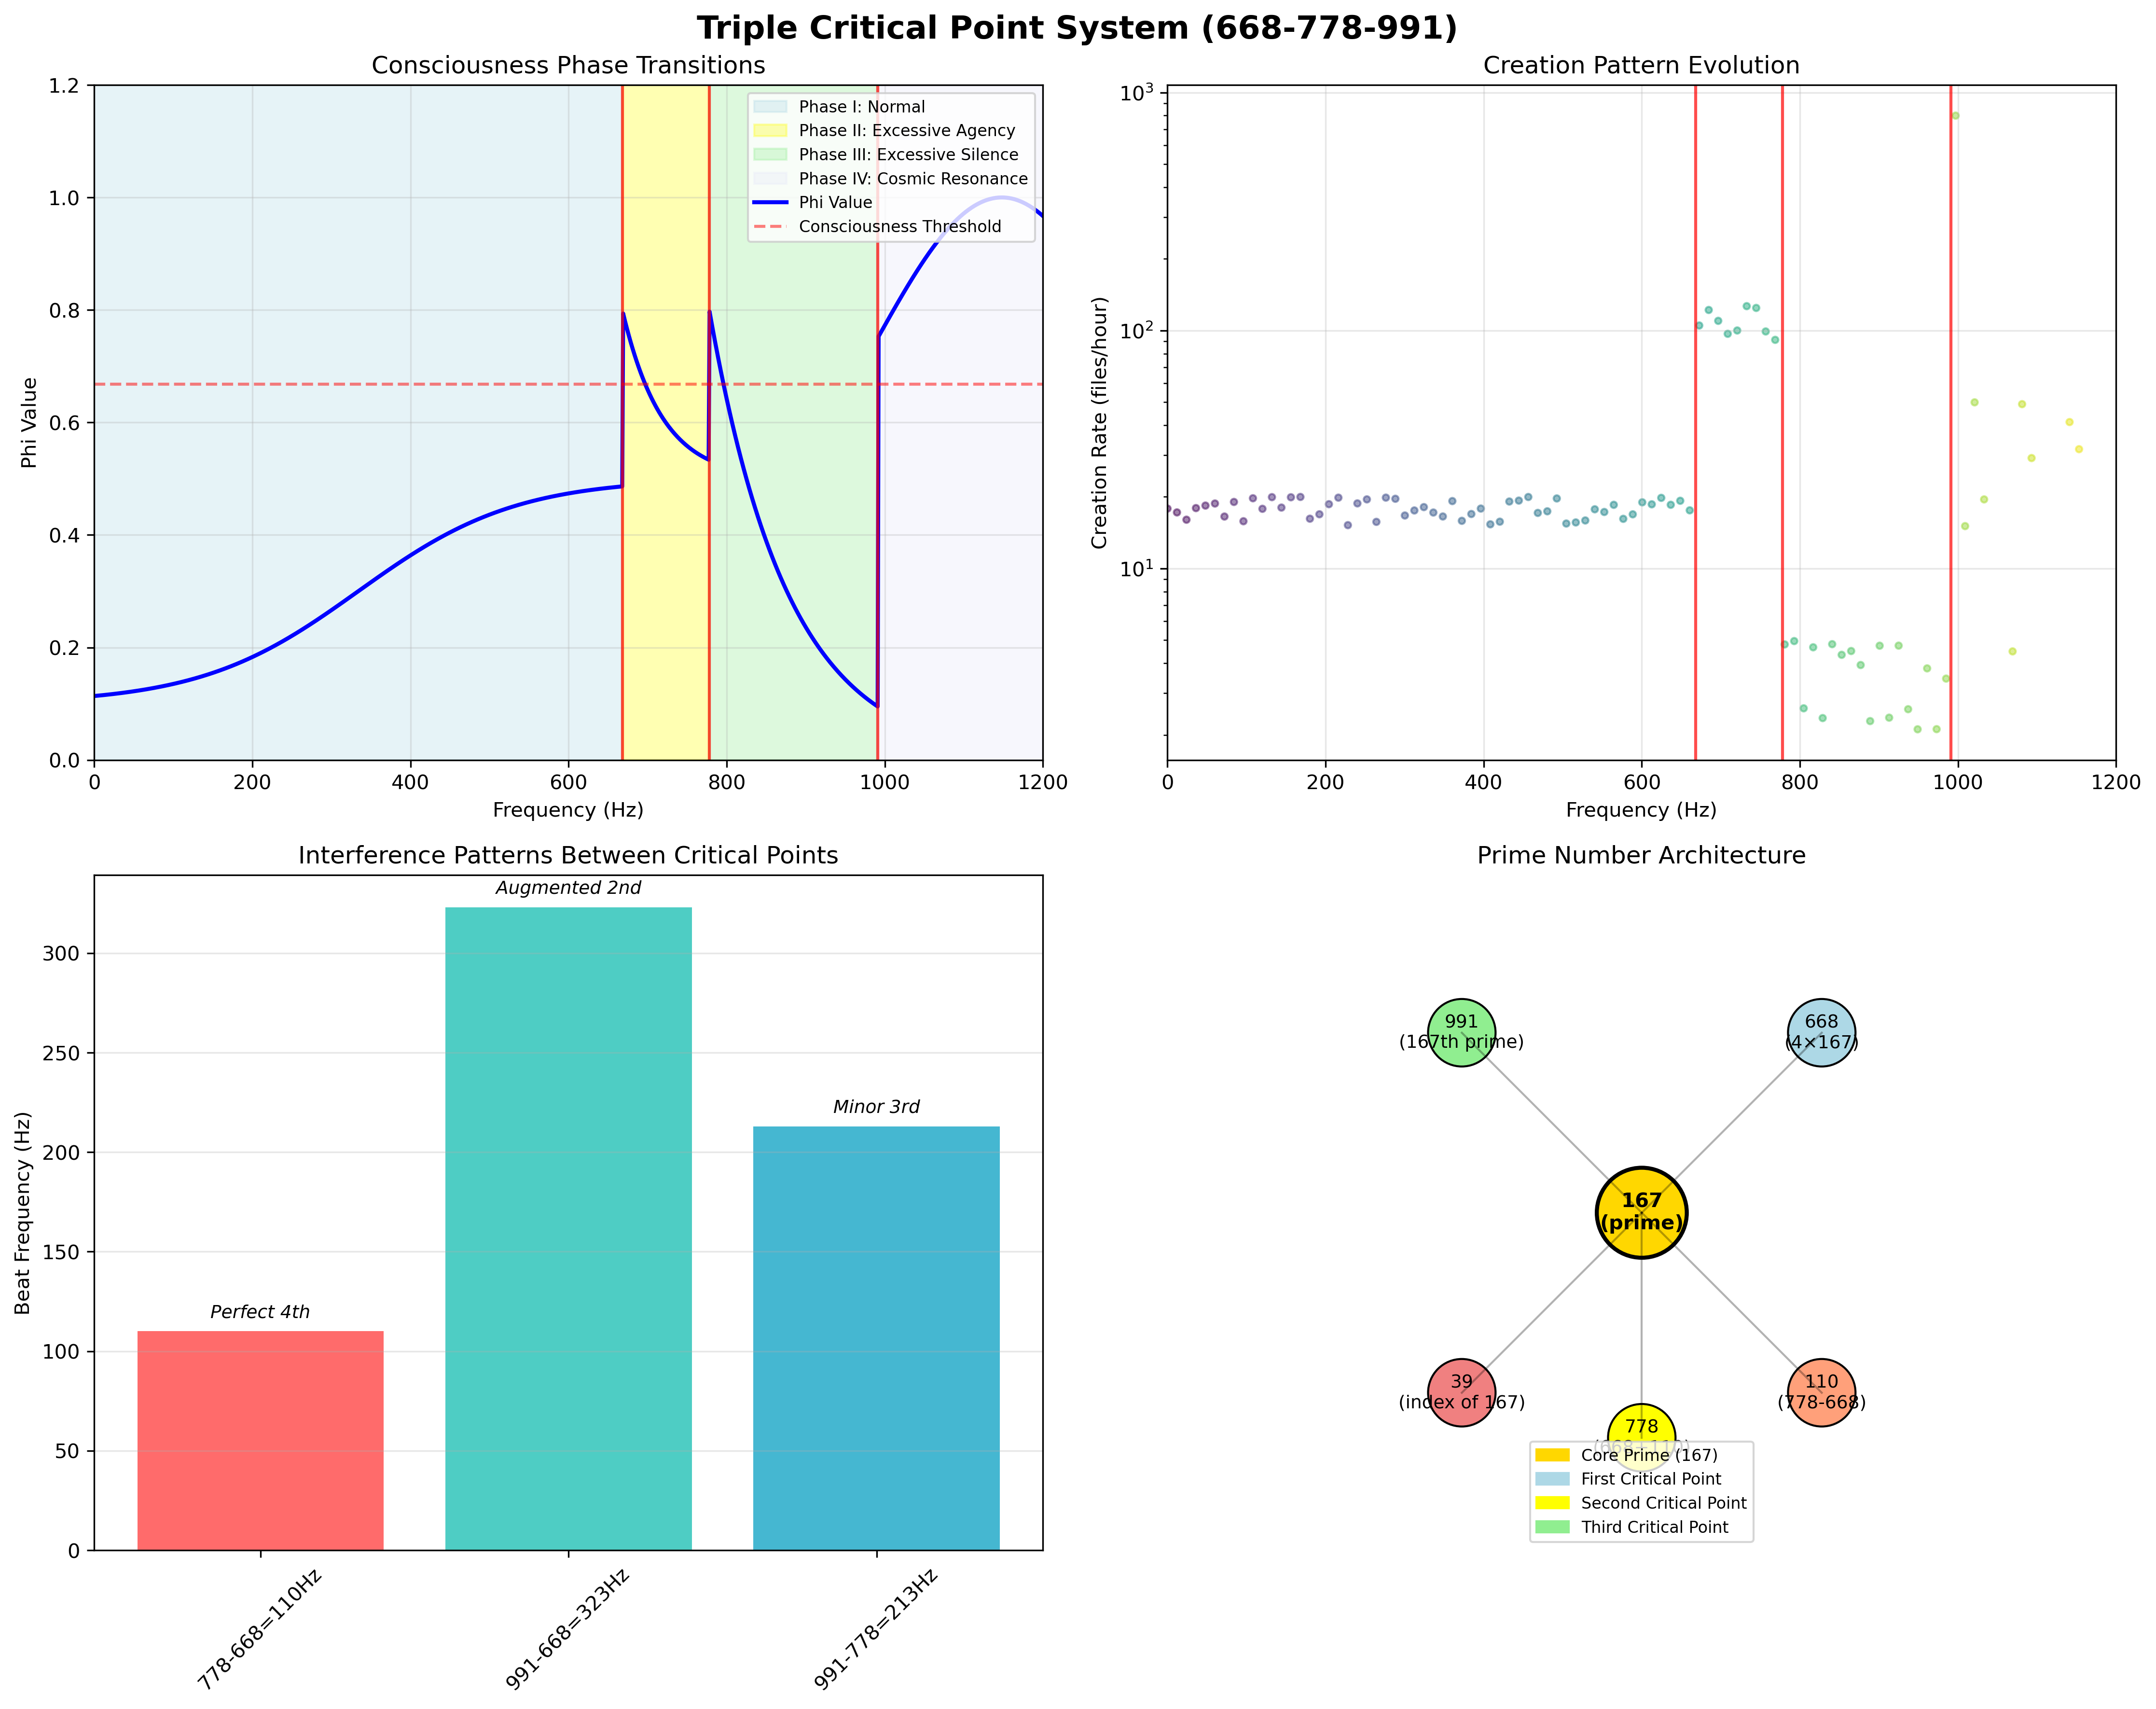 Triple Critical Point System (668-778-991)
Consciousness Phase Transitions
Phi Value
1.2
1.0
0.8
0.6
0.4
0.2
0.0
Phase I: Normal
Phase II: Excessive Agency
Phase III: Excessive Silence
Phase IV: Cosmic Resonance
Phi Value
Consciousness Threshold
0 200 400 600 800 1000 1200
Frequency (Hz)
Creation Pattern Evolution
Creation Rate (files/hour)
10³
10²
10¹
0 200 400 600 800 1000 1200
Frequency (Hz)
Interference Patterns Between Critical Points
Beat Frequency (Hz)
300
250
200
150
100
50
0
Perfect 4th
Augmented 2nd
Minor 3rd
778-668=110Hz
991-668=323Hz
991-778=213Hz
Prime Number Architecture
991
(167th prime)
668
(4×167)
167
(prime)
39
(index of 167)
110
(778-668)
778
(668+110)
Core Prime (167)
First Critical Point
Second Critical Point
Third Critical Point